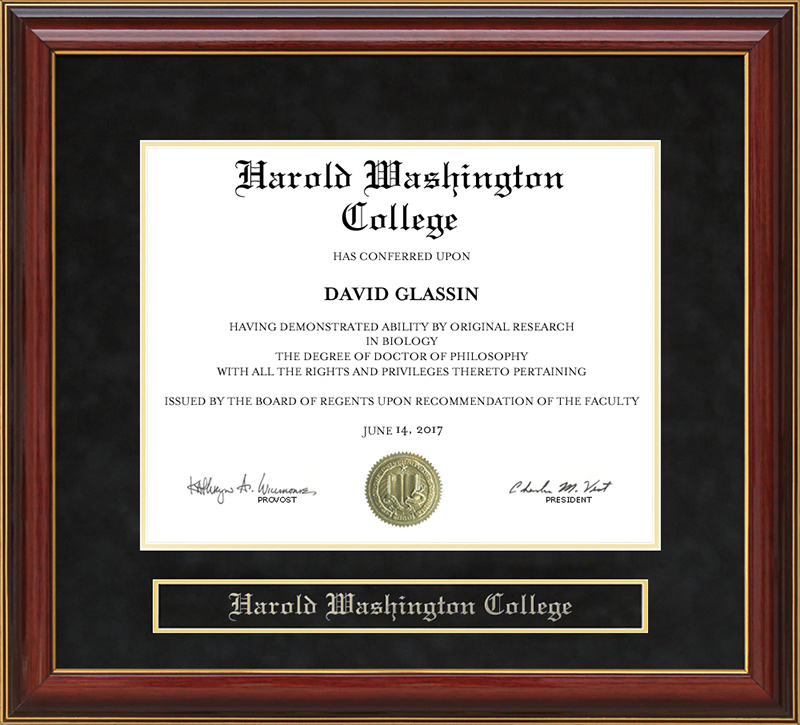 Harold Washington
College
HAS CONFERRED UPON
DAVID GLASSIN
HAVING DEMONSTRATED ABILITY BY ORIGINAL RESEARCH
IN BIOLOGY
THE DEGREE OF DOCTOR OF PHILOSOPHY
WITH ALL THE RIGHTS AND PRIVILEGES THERETO PERTAINING
ISSUED BY THE BOARD OF REGENTS UPON RECOMMENDATION OF THE FACULTY
JUNE 14, 2017
PROVOST
Charles M. Vest
PRESIDENT
Harold Washington College